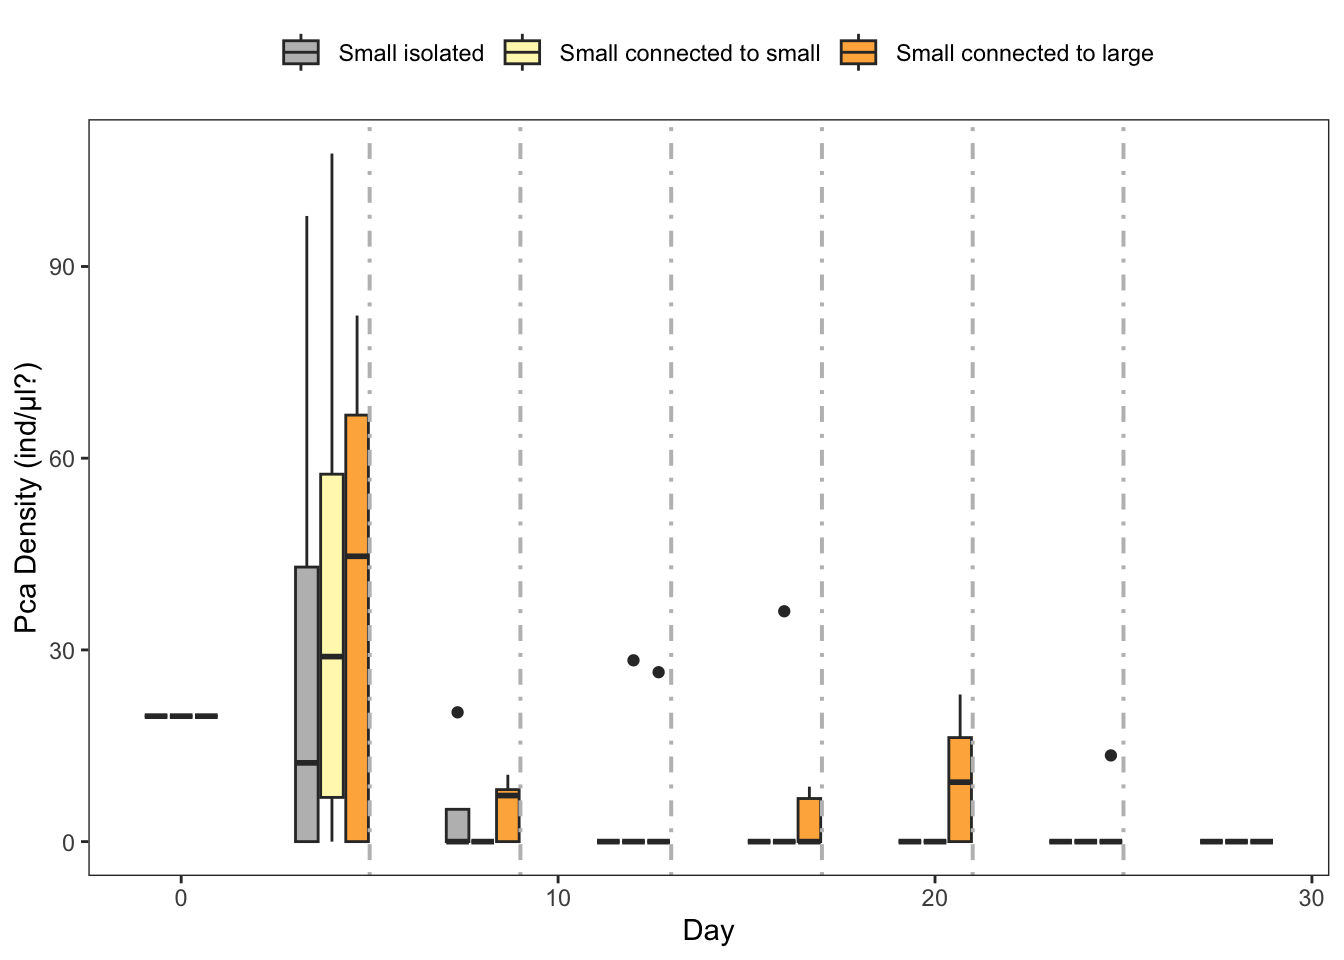 Small isolated Small connected to small Small connected to large
Pca Density (ind/μl?)
90
60
30
0
0 10 20 30
Day